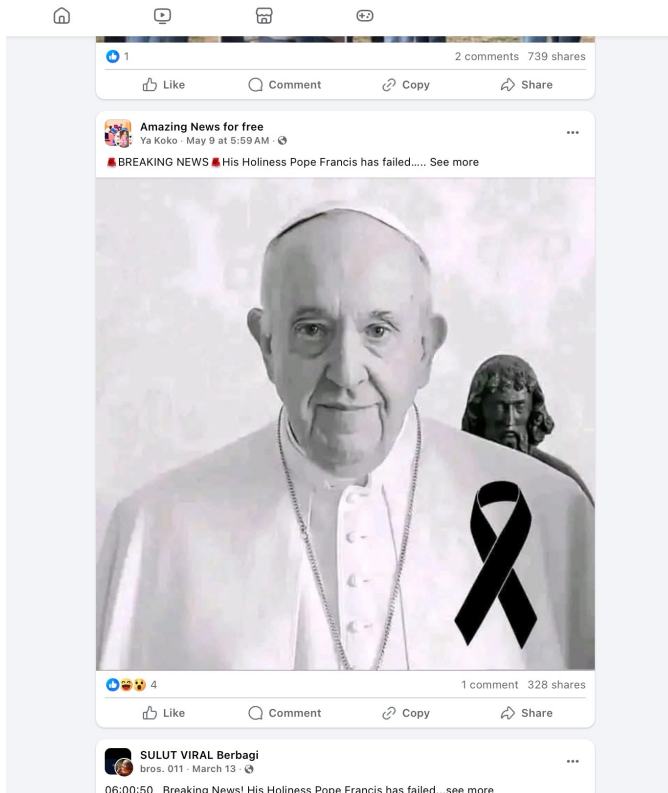 1
2 comments 739 shares
Like Comment Copy Share
Amazing News for free
Ya Koko · May 9 at 5:59 AM ·
BREAKING NEWS His Holiness Pope Francis has failed..... See more
4
1 comment 328 shares
Like Comment Copy Share
SULUT VIRAL Berbagi
bros. 011 · March 13 ·
06:00:50 Breaking News! His Holiness Pope Francis has failed...see more